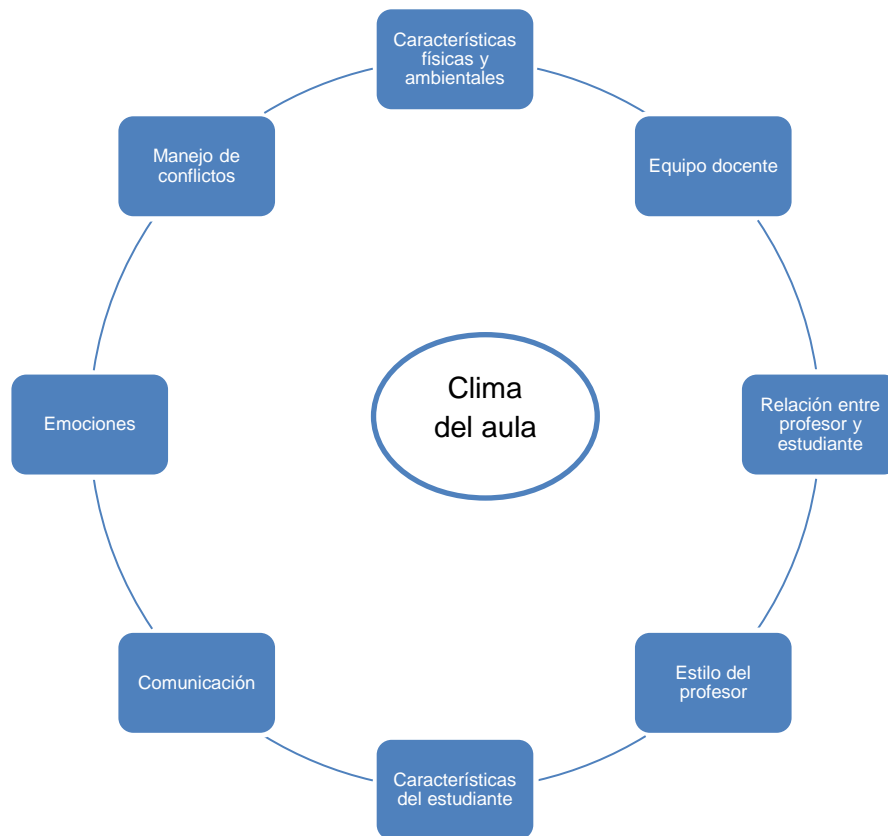 Características
físicas y
ambientales
Equipo docente
Relación entre
profesor y
estudiante
Estilo del
profesor
Características
del estudiante
Comunicación
Emociones
Manejo de
conflictos
Clima
del aula